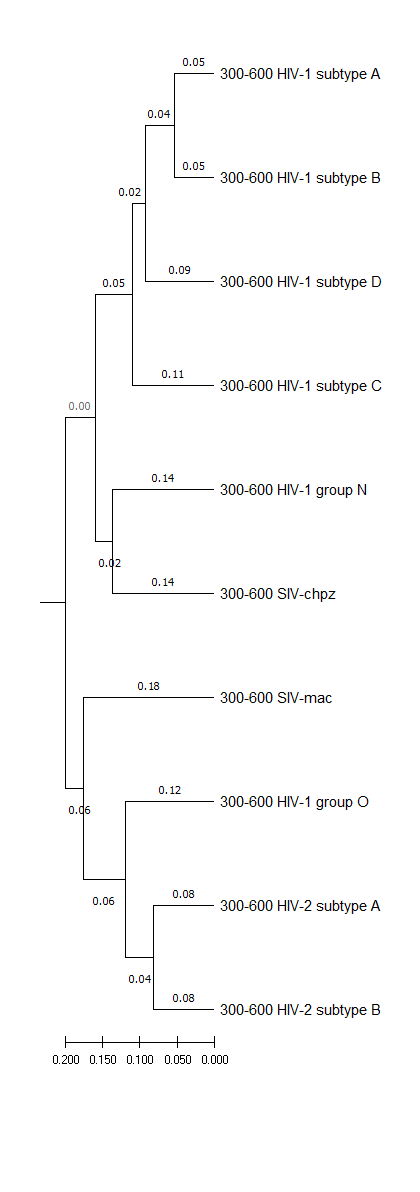 0.05
300-600 HIV-1 subtype A
0.04
0.05
300-600 HIV-1 subtype B
0.02
0.09
300-600 HIV-1 subtype D
0.05
0.11
300-600 HIV-1 subtype C
0.00
0.14
300-600 HIV-1 group N
0.02
0.14
300-600 SIV-chpz
0.18
300-600 SIV-mac
0.06
0.12
300-600 HIV-1 group O
0.06
0.08
300-600 HIV-2 subtype A
0.04
0.08
300-600 HIV-2 subtype B
0.200 0.150 0.100 0.050 0.000